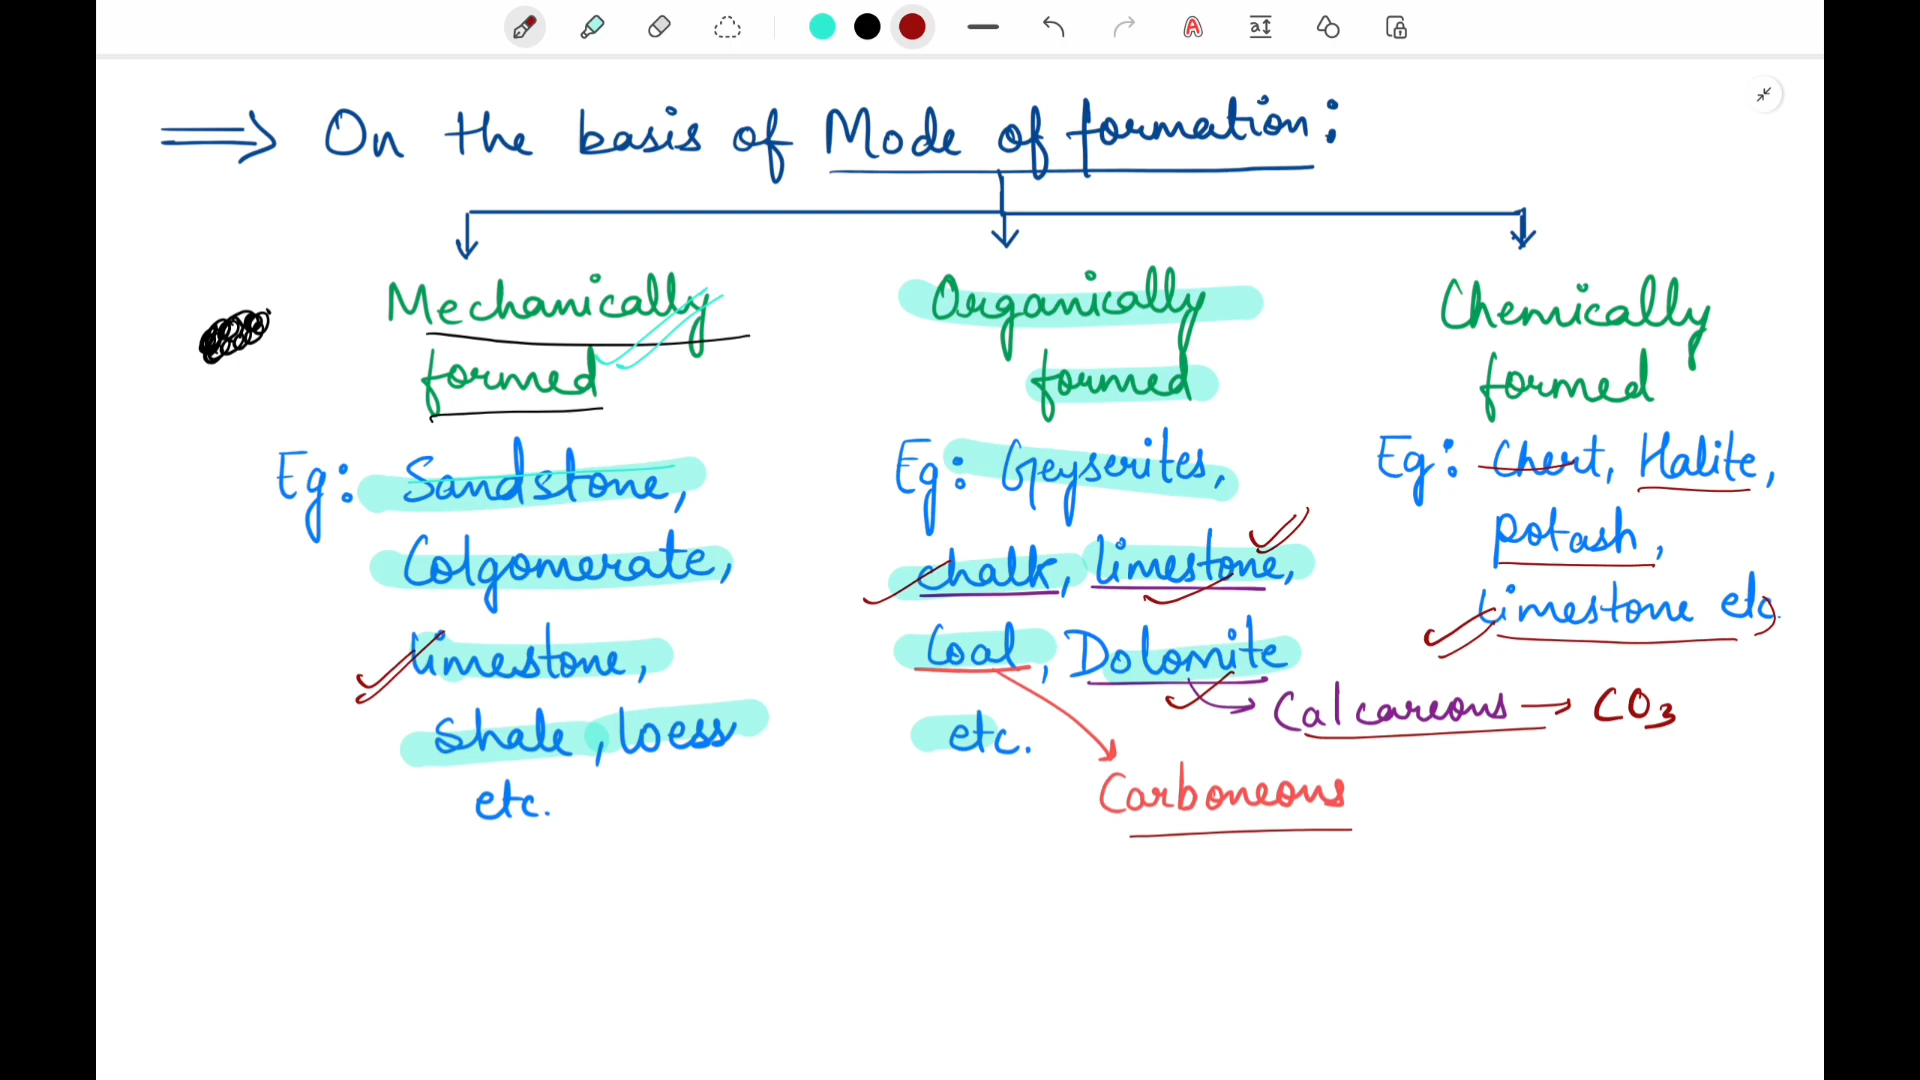 ⟹ On the basis of Mode of formation:
Mechanically
formed
Eg: Sandstone,
Colgomerate,
limestone,
Shale, loess
etc.
Organically
formed
Eg: Geyserites,
chalk, limestone,
Coal, Dolomite
etc.
Calcareous → CO3
Carboneous
Chemically
formed
Eg: Chert, Halite,
potash,
limestone etc.